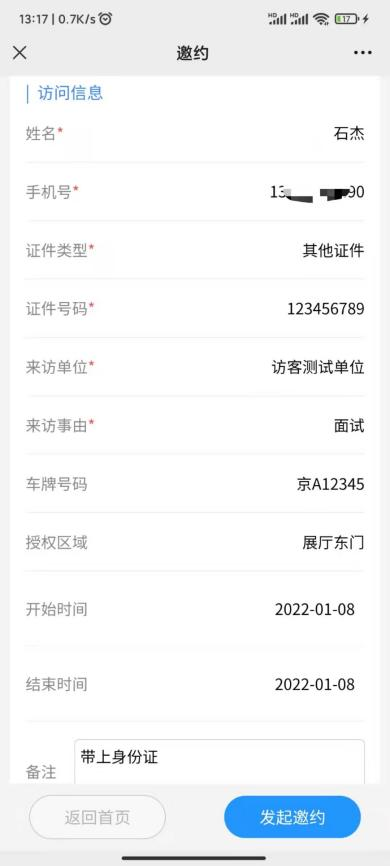 13:17 | 0.7K/s
HD HD 17
邀约
访问信息
姓名* 石杰
手机号* 13 90
证件类型* 其他证件
证件号码* 123456789
来访单位* 访客测试单位
来访事由* 面试
车牌号码 京A12345
授权区域 展厅东门
开始时间 2022-01-08
结束时间 2022-01-08
备注 带上身份证
返回首页 发起邀约